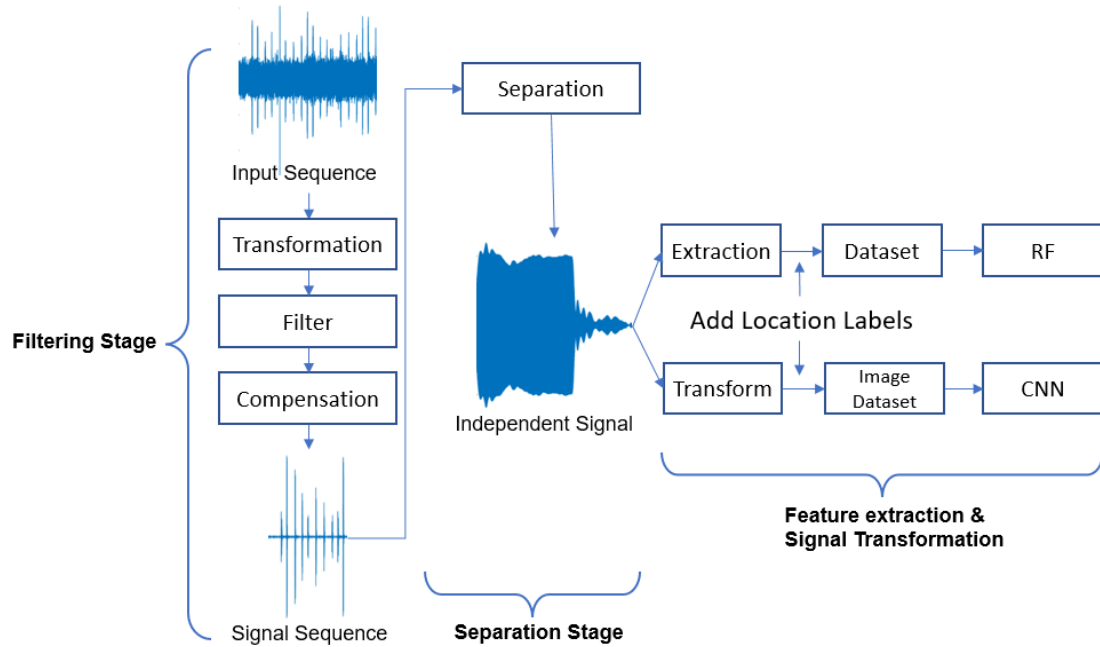 Input Sequence
Transformation
Filter
Compensation
Signal Sequence
Filtering Stage
Separation
Independent Signal
Separation Stage
Extraction
Dataset
RF
Add Location Labels
Transform
Image
Dataset
CNN
Feature extraction &
Signal Transformation